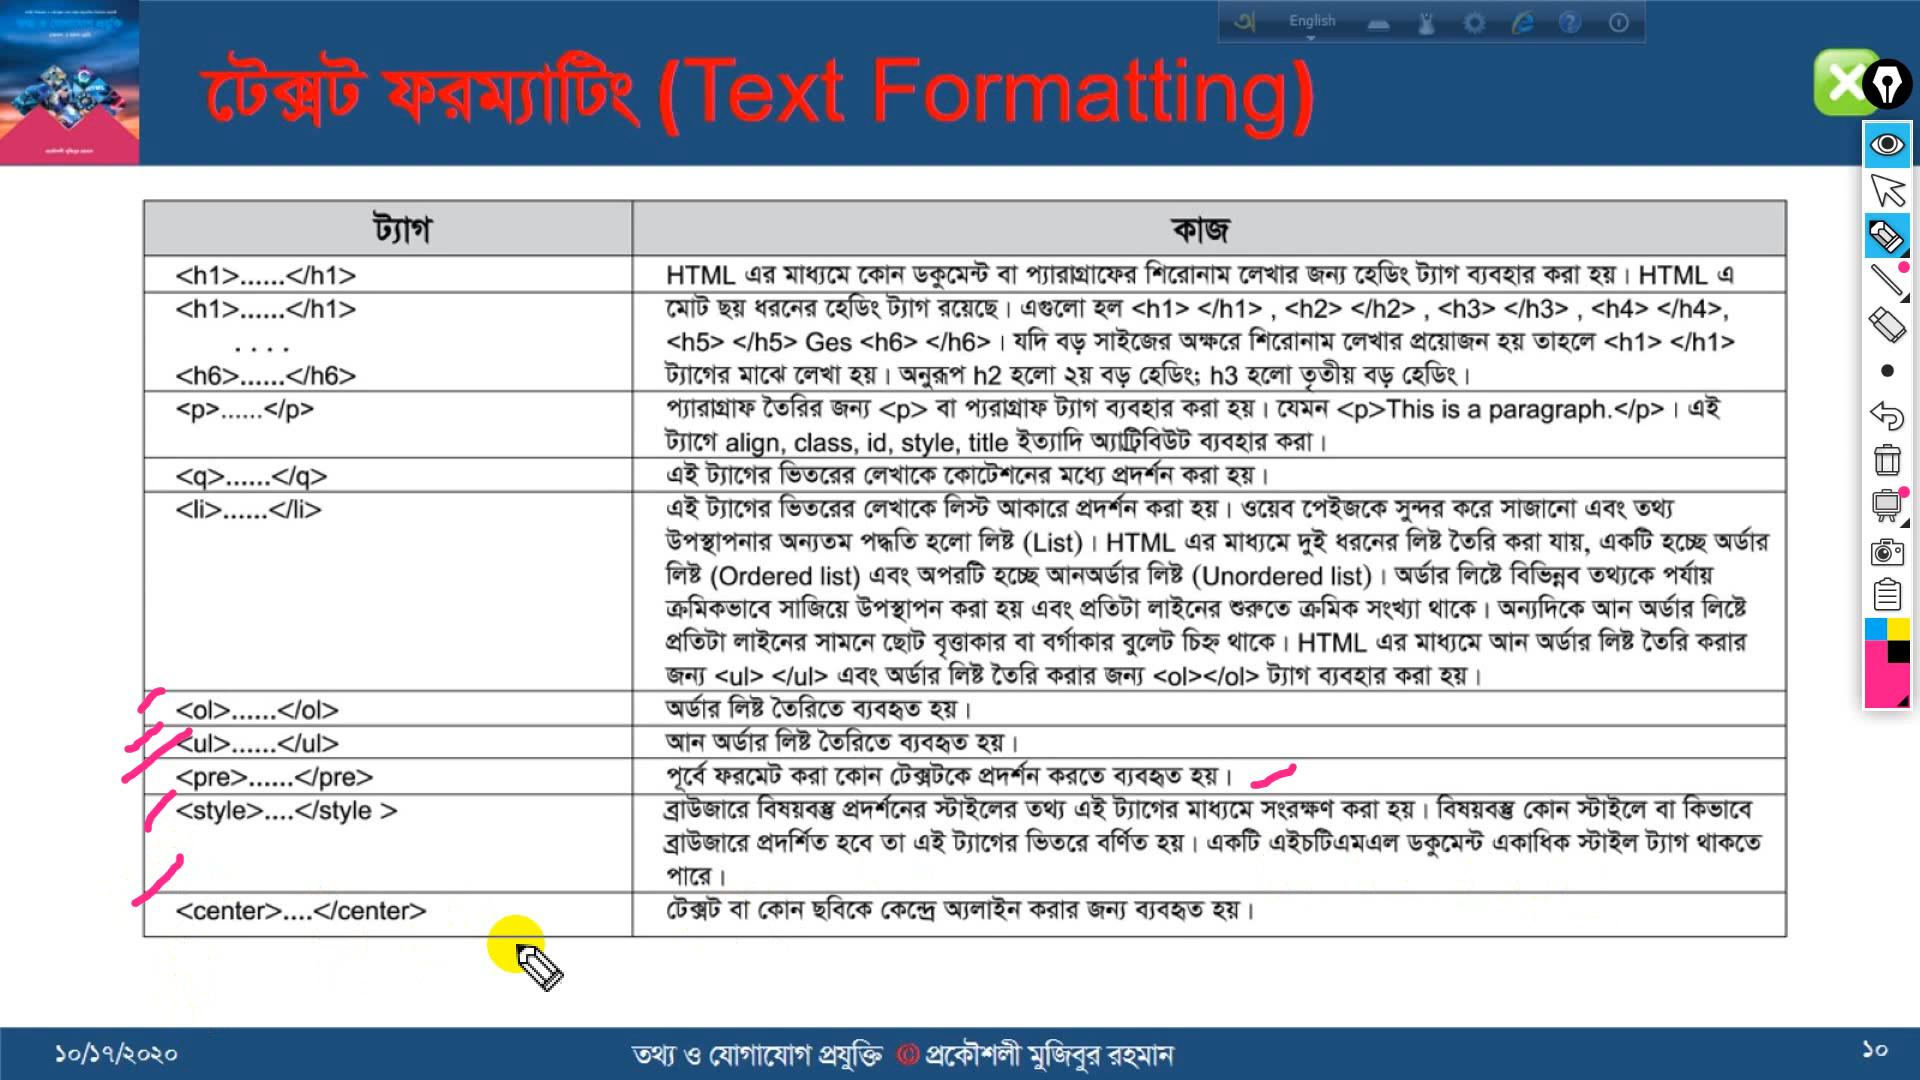 English
টেক্সট ফরম্যাটিং (Text Formatting)
ট্যাগ
কাজ
<h1>......</h1>
HTML এর মাধ্যমে কোন ডকুমেন্ট বা প্যারাগ্রাফের শিরোনাম লেখার জন্য হেডিং ট্যাগ ব্যবহার করা হয়। HTML এ
<h1>......</h1>
মোট ছয় ধরনের হেডিং ট্যাগ রয়েছে। এগুলো হল <h1> </h1> , <h2> </h2> , <h3> </h3> , <h4> </h4>,
. . . .
<h5> </h5> Ges <h6> </h6>। যদি বড় সাইজের অক্ষরে শিরোনাম লেখার প্রয়োজন হয় তাহলে <h1> </h1>
<h6>......</h6>
ট্যাগের মাঝে লেখা হয়। অনুরূপ h2 হলো ২য় বড় হেডিং; h3 হলো তৃতীয় বড় হেডিং।
<p>......</p>
প্যারাগ্রাফ তৈরির জন্য <p> বা প্যরাগ্রাফ ট্যাগ ব্যবহার করা হয়। যেমন <p>This is a paragraph.</p> । এই
ট্যাগে align, class, id, style, title ইত্যাদি অ্যাট্রিবিউট ব্যবহার করা।
<q>......</q>
এই ট্যাগের ভিতরের লেখাকে কোটেশনের মধ্যে প্রদর্শন করা হয়।
<li>......</li>
এই ট্যাগের ভিতরের লেখাকে লিস্ট আকারে প্রদর্শন করা হয়। ওয়েব পেইজকে সুন্দর করে সাজানো এবং তথ্য
উপস্থাপনার অন্যতম পদ্ধতি হলো লিষ্ট (List)। HTML এর মাধ্যমে দুই ধরনের লিষ্ট তৈরি করা যায়, একটি হচ্ছে অর্ডার
লিষ্ট (Ordered list) এবং অপরটি হচ্ছে আনঅর্ডার লিষ্ট (Unordered list)। অর্ডার লিষ্টে বিভিন্নব তথ্যকে পর্যায়
ক্রমিকভাবে সাজিয়ে উপস্থাপন করা হয় এবং প্রতিটা লাইনের শুরুতে ক্রমিক সংখ্যা থাকে। অন্যদিকে আন অর্ডার লিষ্টে
প্রতিটা লাইনের সামনে ছোট বৃত্তাকার বা বর্গাকার বুলেট চিহ্ন থাকে। HTML এর মাধ্যমে আন অর্ডার লিষ্ট তৈরি করার
জন্য <ul> </ul> এবং অর্ডার লিষ্ট তৈরি করার জন্য <ol></ol> ট্যাগ ব্যবহার করা হয়।
<ol>......</ol>
অর্ডার লিষ্ট তৈরিতে ব্যবহৃত হয়।
<ul>......</ul>
আন অর্ডার লিষ্ট তৈরিতে ব্যবহৃত হয়।
<pre>......</pre>
পূর্বে ফরমেট করা কোন টেক্সটকে প্রদর্শন করতে ব্যবহৃত হয়।
<style>....</style >
ব্রাউজারে বিষয়বস্তু প্রদর্শনের স্টাইলের তথ্য এই ট্যাগের মাধ্যমে সংরক্ষণ করা হয়। বিষয়বস্তু কোন স্টাইলে বা কিভাবে
ব্রাউজারে প্রদর্শিত হবে তা এই ট্যাগের ভিতরে বর্ণিত হয়। একটি এইচটিএমএল ডকুমেন্ট একাধিক স্টাইল ট্যাগ থাকতে
পারে।
<center>....</center>
টেক্সট বা কোন ছবিকে কেন্দ্রে অ্যলাইন করার জন্য ব্যবহৃত হয়।
১০/১৭/২০২০
তথ্য ও যোগাযোগ প্রযুক্তি © প্রকৌশলী মুজিবুর রহমান
১০